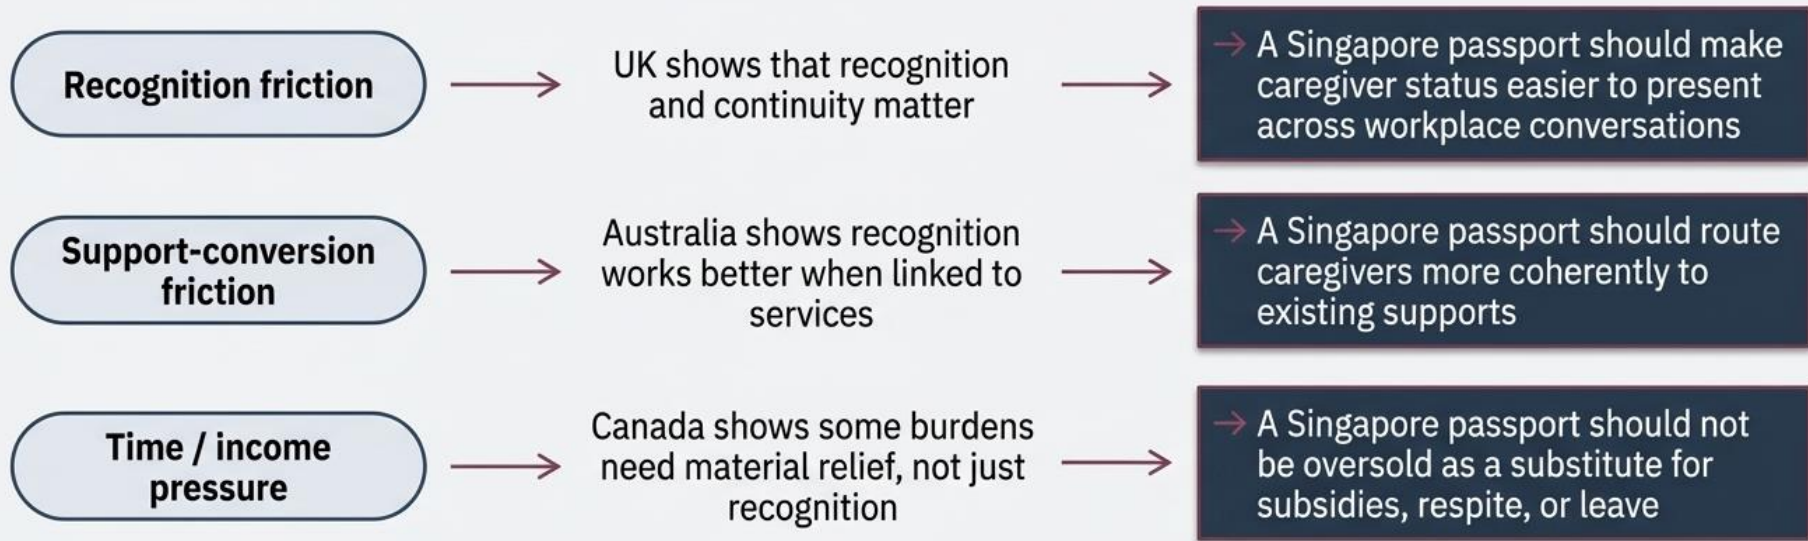 Recognition friction
UK shows that recognition
and continuity matter
→ A Singapore passport should make
caregiver status easier to present
across workplace conversations
Support-conversion
friction
Australia shows recognition
works better when linked to
services
→ A Singapore passport should route
caregivers more coherently to
existing supports
Time / income
pressure
Canada shows some burdens
need material relief, not just
recognition
→ A Singapore passport should not
be oversold as a substitute for
subsidies, respite, or leave